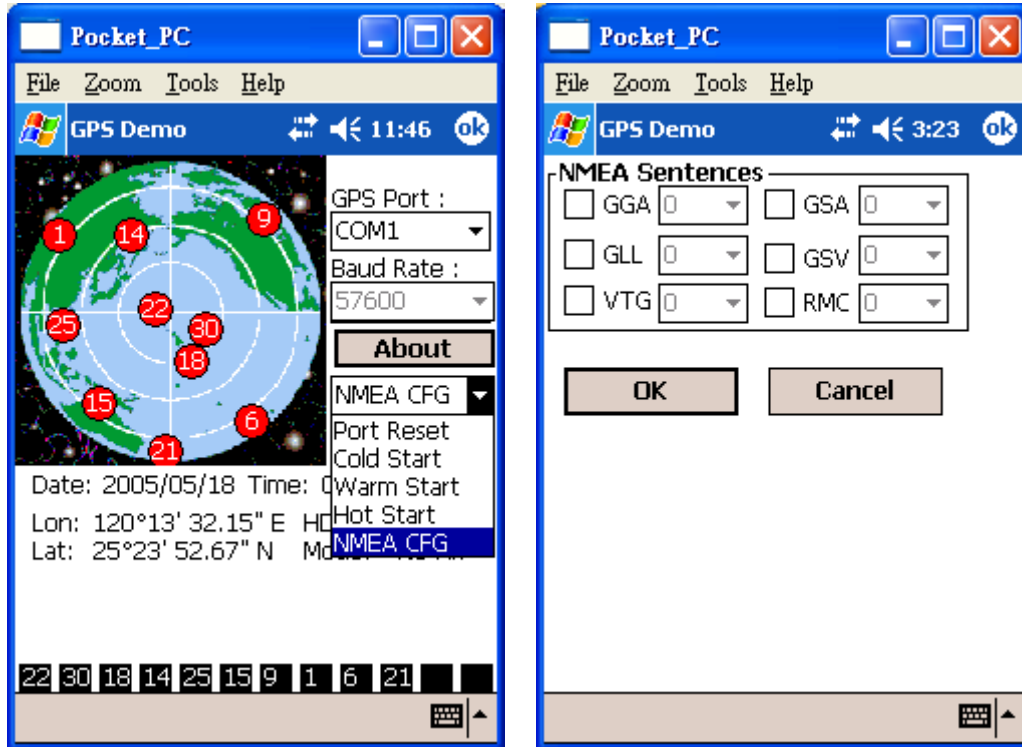 Pocket_PC
File Zoom Tools Help
GPS Demo 11:46 ok
1
14
9
22
25
30
18
15
6
21
GPS Port :
COM1
Baud Rate :
57600
About
NMEA CFG
Port Reset
Cold Start
Warm Start
Hot Start
NMEA CFG
Date: 2005/05/18 Time:
Lon: 120°13' 32.15" E
Lat: 25°23' 52.67" N
22 30 18 14 25 15 9 1 6 21
Pocket_PC
File Zoom Tools Help
GPS Demo 3:23 ok
NMEA Sentences
GGA 0 GSA 0
GLL 0 GSV 0
VTG 0 RMC 0
OK Cancel